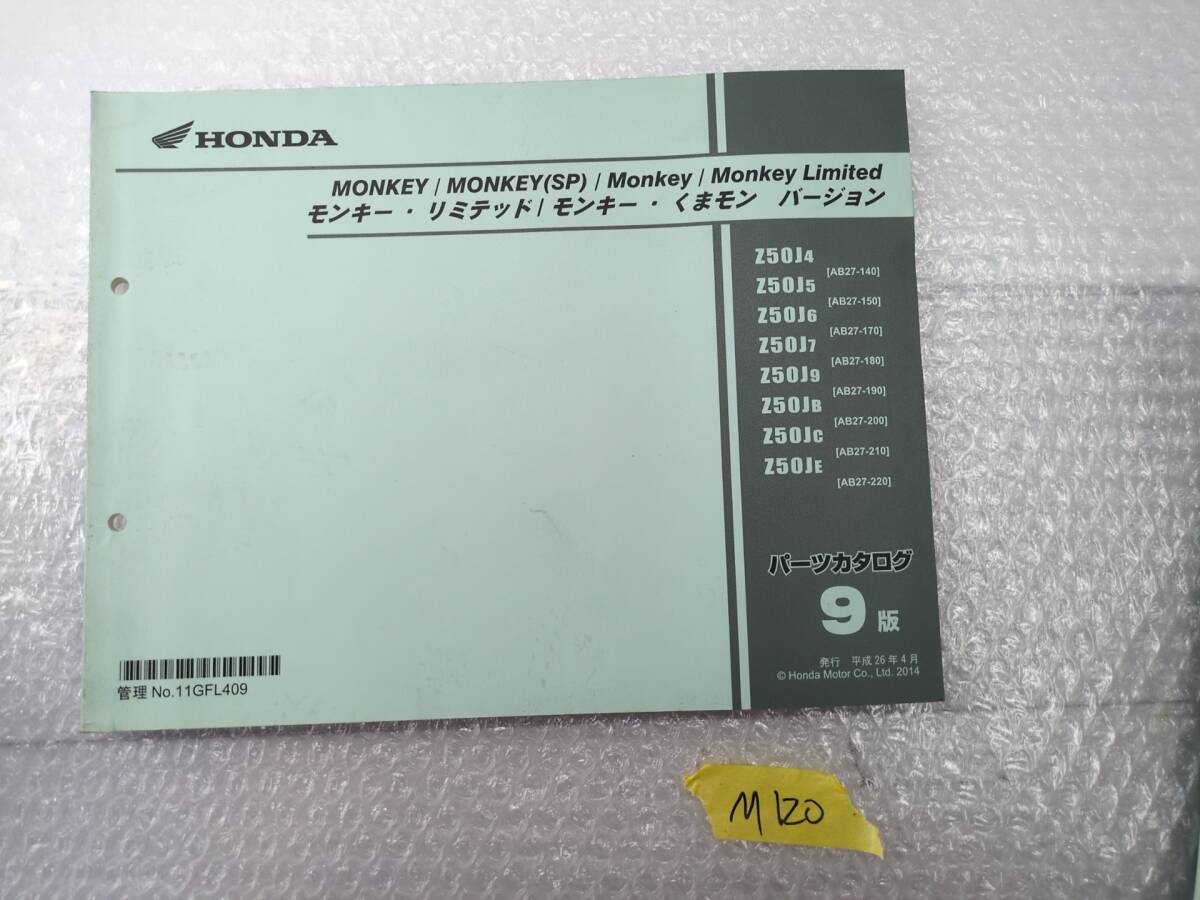 HONDA
MONKEY / MONKEY(SP) / Monkey / Monkey Limited
モンキー ・ リミテッド / モンキー ・ くまモン バージョン
Z50J4
[AB27-140]
Z50J5
[AB27-150]
Z50J6
[AB27-170]
Z50J7
[AB27-180]
Z50J9
[AB27-190]
Z50JB
[AB27-200]
Z50JC
[AB27-210]
Z50JE
[AB27-220]
パーツカタログ
9 版
発行 平成 26 年 4 月
© Honda Motor Co., Ltd. 2014
管理 No.11GFL409
M120